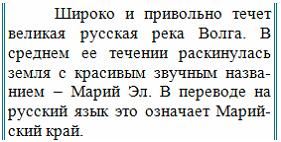 Широко и привольно течет
великая русская река Волга. В
среднем ее течении раскинулась
земля с красивым звучным назва-
нием – Марий Эл. В переводе на
русский язык это означает Марий-
ский край.